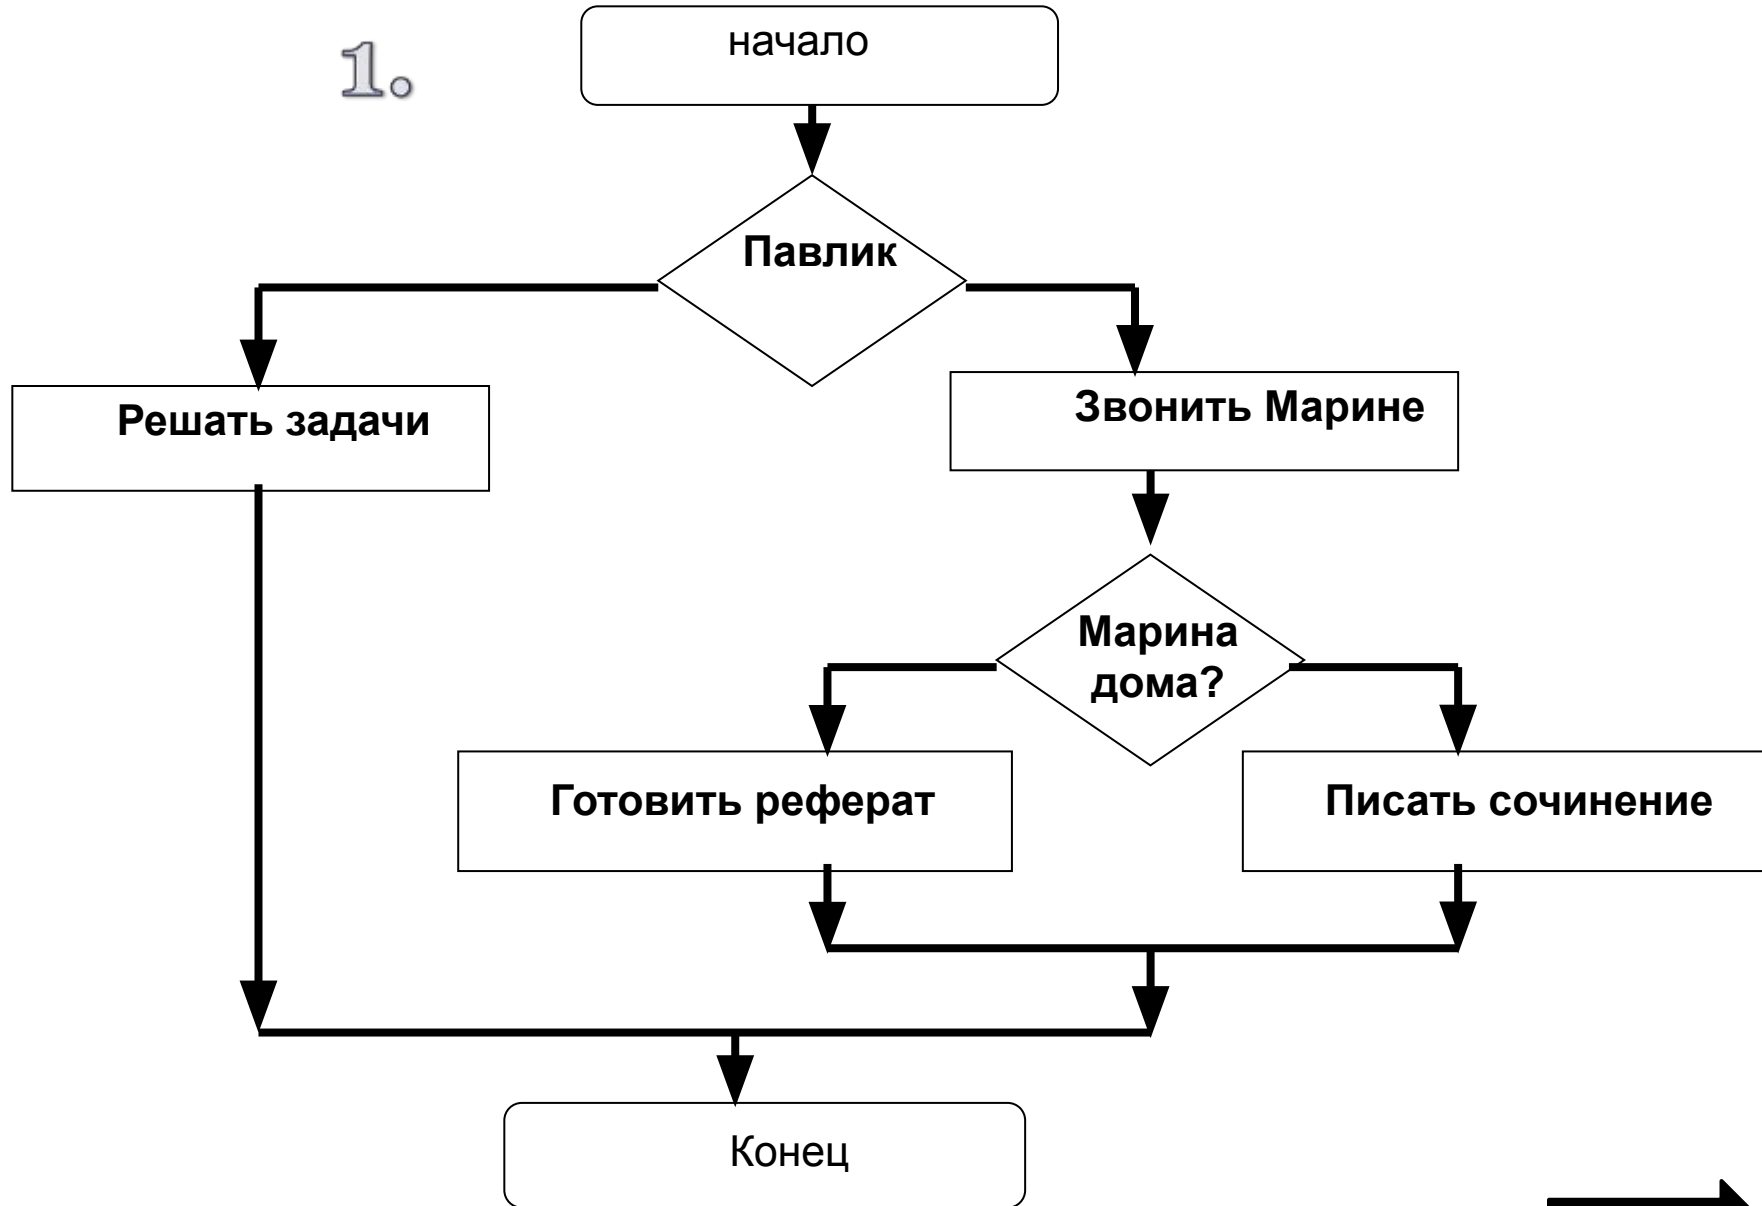 1.
начало
Павлик
Решать задачи
Звонить Марине
Марина
дома?
Готовить реферат
Писать сочинение
Конец